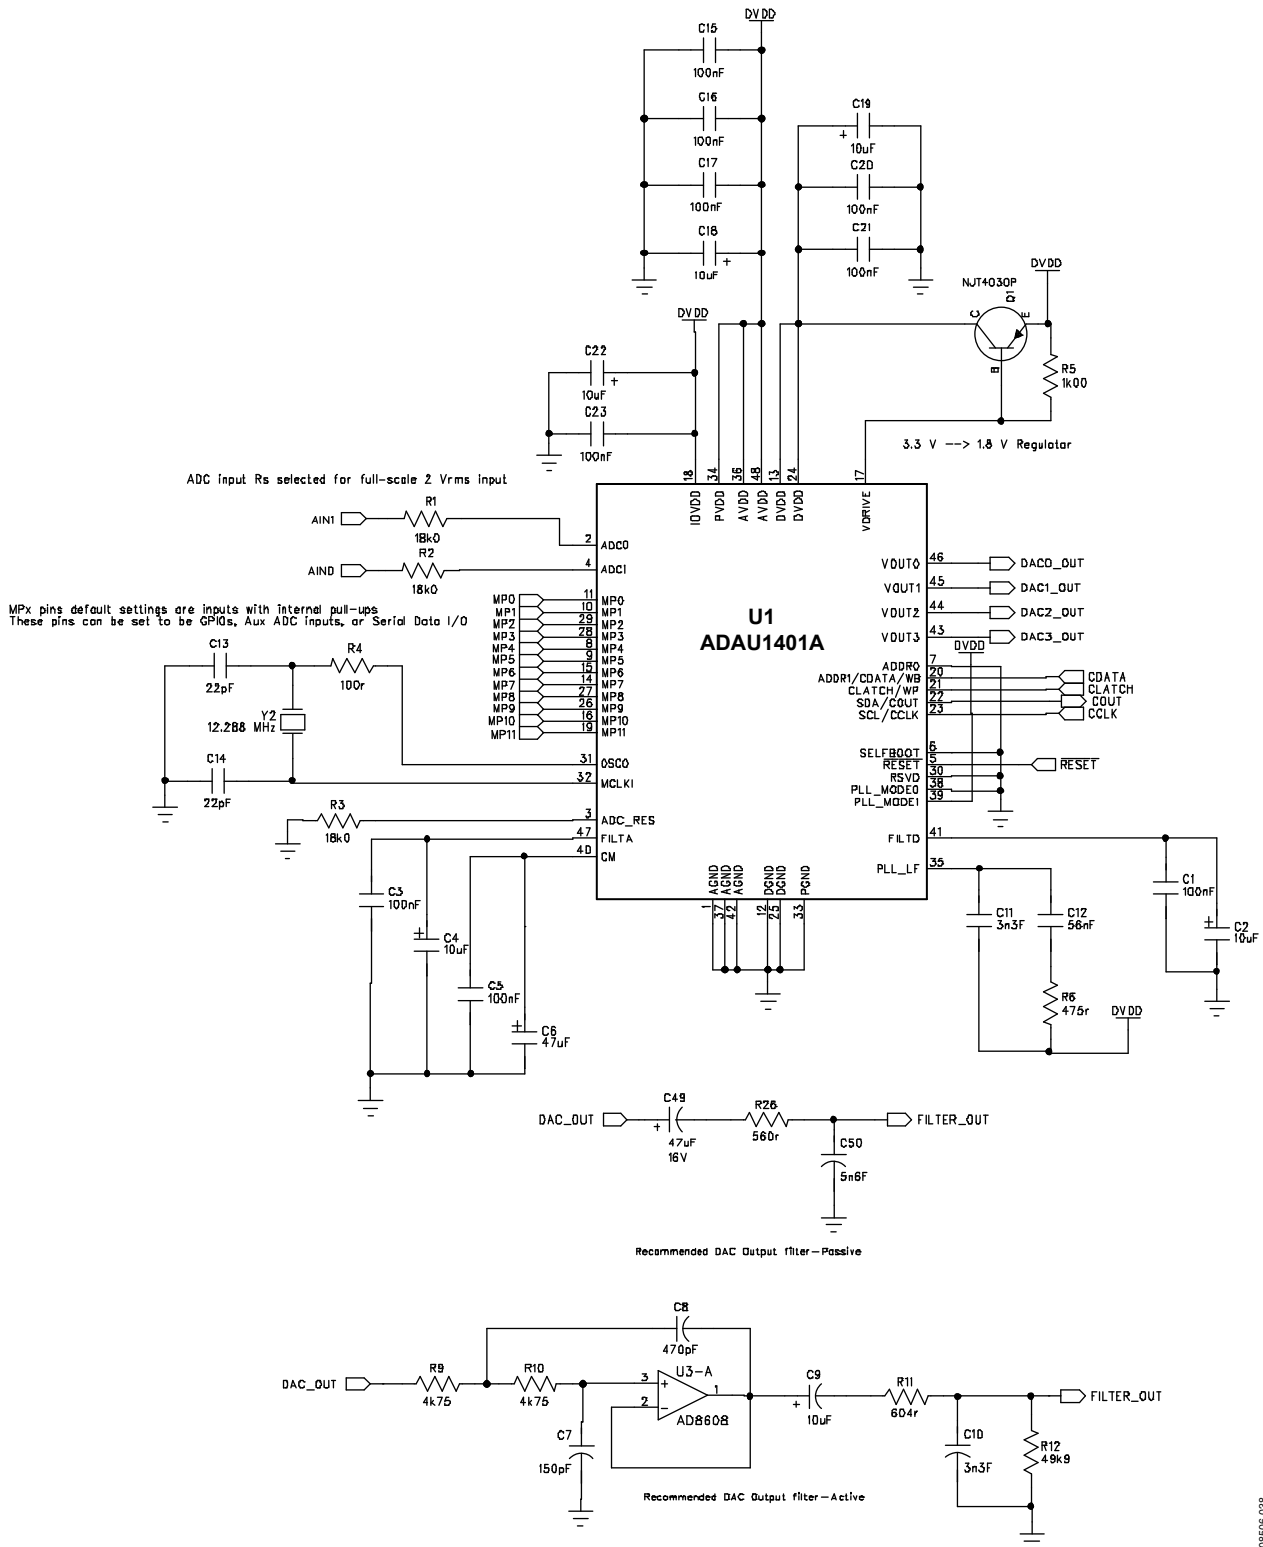 DVDD
C15
100nF
C16
100nF
C17
100nF
C18
10uF
+
C19
+
10uF
C20
100nF
C21
100nF
NJT4030P
Q1
C
E
B
DVDD
R5
1k00
3.3 V --> 1.8 V Regulator
DVDD
C22
10uF
+
C23
100nF
ADC input Rs selected for full-scale 2 Vrms input
AIN1
R1
18k0
AIN0
R2
18k0
MPx pins default settings are inputs with internal pull-ups
These pins can be set to be GPIOs, Aux ADC inputs, or Serial Data I/O
C13
22pF
R4
100r
Y2
12.288 MHz
C14
22pF
R3
18k0
18 IOVDD
34 PVDD
36 AVDD
48 AVDD
13 DVDD
24 DVDD
17 VDRIVE
U1
ADAU1401A
2 ADC0
4 ADC1
MP0 11 MP0
MP1 10 MP1
MP2 29 MP2
MP3 28 MP3
MP4 8 MP4
MP5 9 MP5
MP6 15 MP6
MP7 14 MP7
MP8 27 MP8
MP9 26 MP9
MP10 16 MP10
MP11 19 MP11
31 OSCO
32 MCLKI
3 ADC_RES
47 FILTA
40 CM
VOUT0 46 DAC0_OUT
VOUT1 45 DAC1_OUT
VOUT2 44 DAC2_OUT
VOUT3 43 DAC3_OUT
DVDD
ADDR0 7
ADDR1/CDATA/WB 20 CDATA
CLATCH/WP 21 CLATCH
SDA/COUT 22 COUT
SCL/CCLK 23 CCLK
SELFBOOT 6
RESET 5 RESET
RSVD 30
PLL_MODE0 38
PLL_MODE1 39
FILTD 41
PLL_LF 35
AGND 1
AGND 37
AGND 42
DGND 12
DGND 25
PGND 33
C3
100nF
+
C4
10uF
C5
100nF
+
C6
47uF
C11
3n3F
C12
56nF
R6
475r
DVDD
C1
100nF
+
C2
10uF
DAC_OUT
C49
+
47uF
16V
R26
560r
C50
5n6F
FILTER_OUT
Recommended DAC Output filter-Passive
C8
470pF
DAC_OUT
R9
4k75
R10
4k75
C7
150pF
U3-A
3 +
2 -
1
AD8608
C9
+
10uF
R11
604r
C10
3n3F
R12
49k9
FILTER_OUT
Recommended DAC Output filter-Active
08506-038